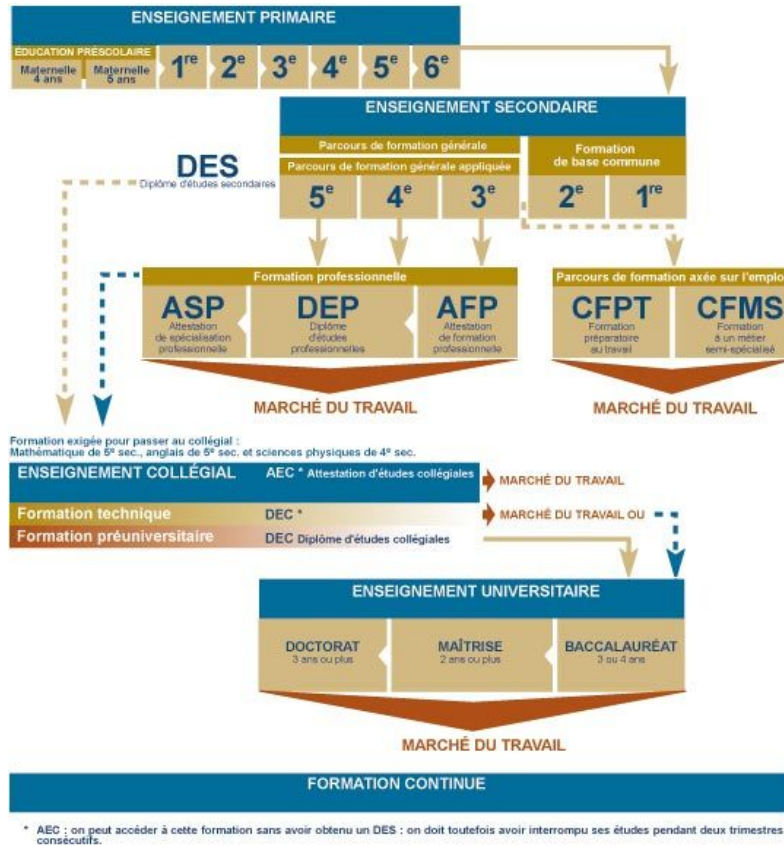 ENSEIGNEMENT PRIMAIRE
ÉDUCATION PRÉSCOLAIRE
Maternelle
4 ans
Maternelle
5 ans
1re
2e
3e
4e
5e
6e
ENSEIGNEMENT SECONDAIRE
Parcours de formation générale
Parcours de formation générale appliquée
Formation
de base commune
5e
4e
3e
2e
1re
DES
Diplôme d'études secondaires
Formation professionnelle
ASP
Attestation
de spécialisation
professionnelle
DEP
Diplôme
d'études
professionnelles
AFP
Attestation
de formation
professionnelle
MARCHÉ DU TRAVAIL
Parcours de formation axée sur l'emploi
CFPT
Formation
préparatoire
au travail
CFMS
Formation
à un métier
semi-spécialisé
MARCHÉ DU TRAVAIL
Formation exigée pour passer au collégial :
Mathématique de 5e sec., anglais de 5e sec. et sciences physiques de 4e sec.
ENSEIGNEMENT COLLÉGIAL AEC * Attestation d'études collégiales MARCHÉ DU TRAVAIL
Formation technique DEC * MARCHÉ DU TRAVAIL OU
Formation préuniversitaire DEC Diplôme d'études collégiales
ENSEIGNEMENT UNIVERSITAIRE
DOCTORAT
3 ans ou plus
MAÎTRISE
2 ans ou plus
BACCALAURÉAT
3 ou 4 ans
MARCHÉ DU TRAVAIL
FORMATION CONTINUE
* AEC : on peut accéder à cette formation sans avoir obtenu un DES : on doit toutefois avoir interrompu ses études pendant deux trimestres
consécutifs.